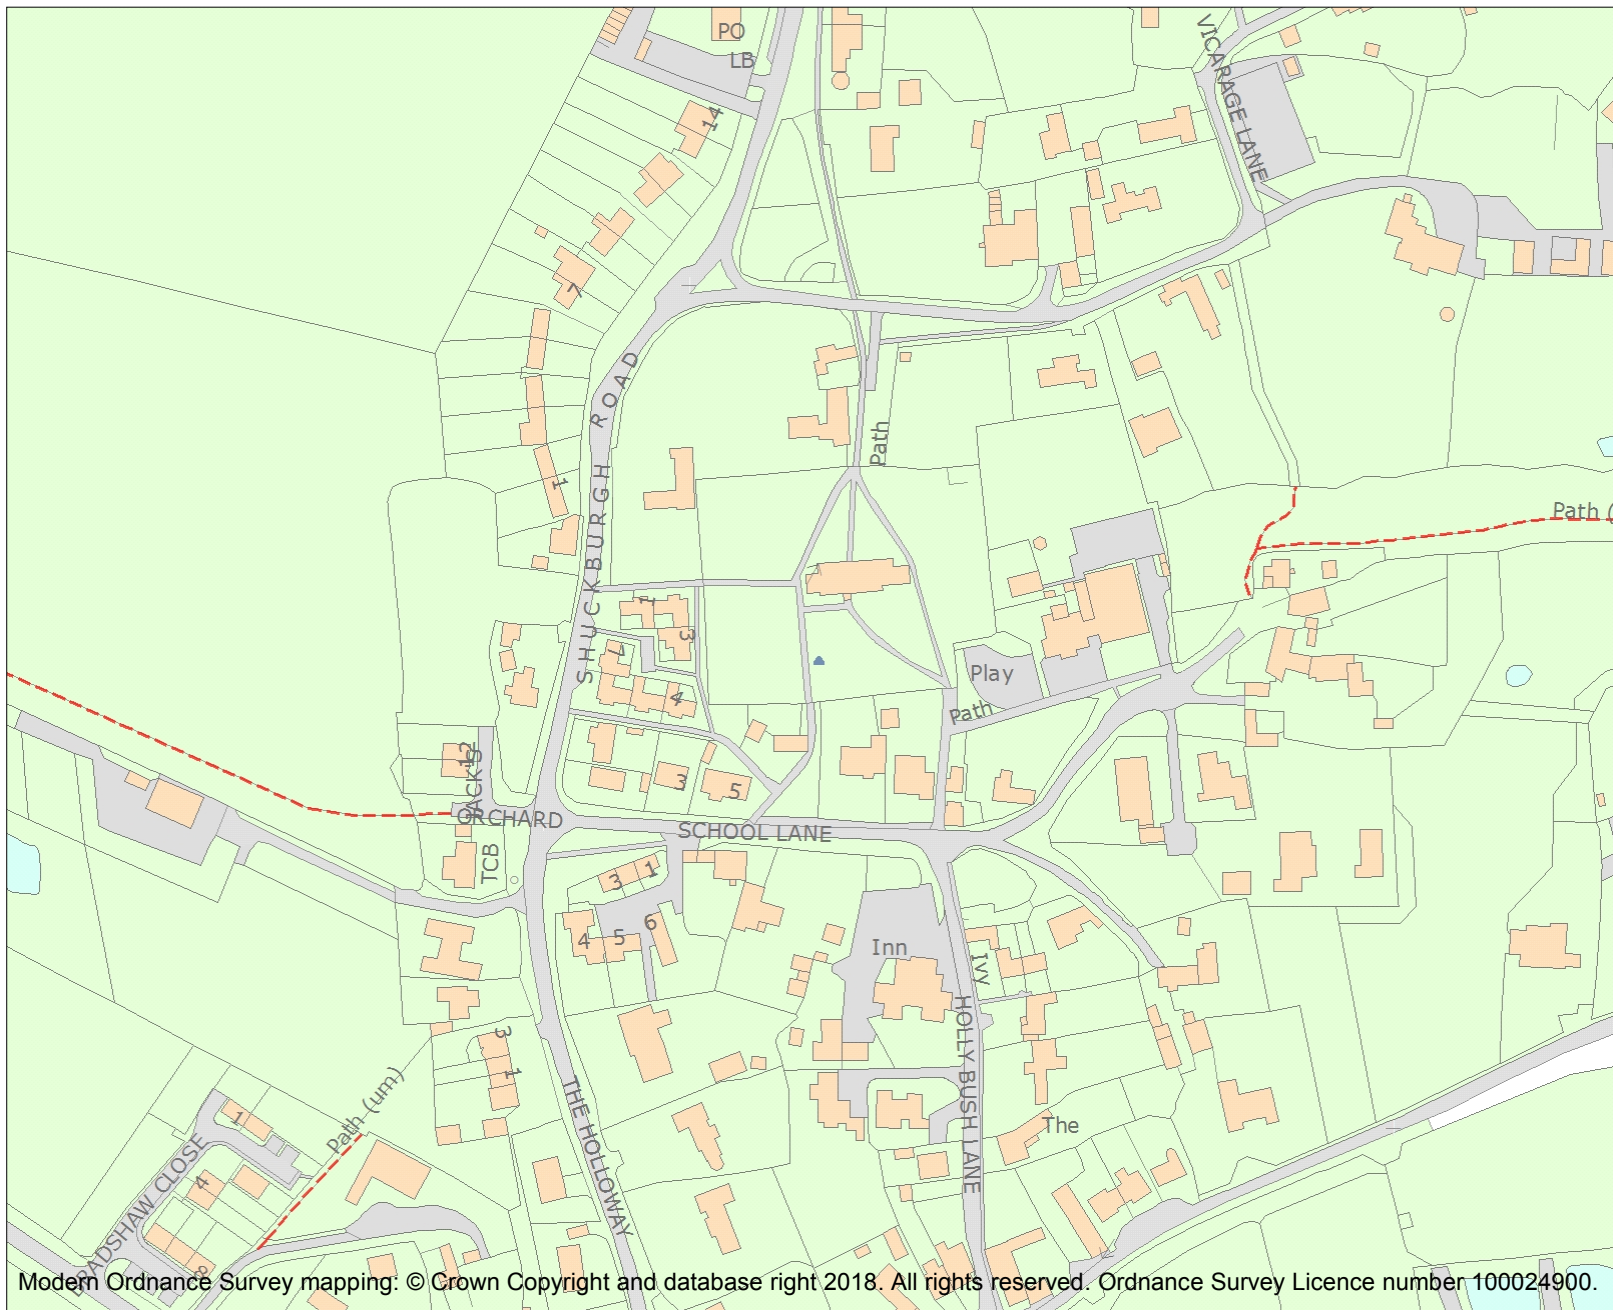 PO
LB
VICARAGE LANE
14
7
SHUCKBURGH ROAD
Path
1
Path (
1
3
7
4
Play
Path
12
JACK'S
ORCHARD
3
5
SCHOOL LANE
TCB
3
1
4
5
6
Inn
Ivy
HOLLY BUSH LANE
3
1
THE HOLLOWAY
Path (um)
The
1
BRADSHAW CLOSE
4
8
8
Modern Ordnance Survey mapping: © Crown Copyright and database right 2018. All rights reserved. Ordnance Survey Licence number 100024900.